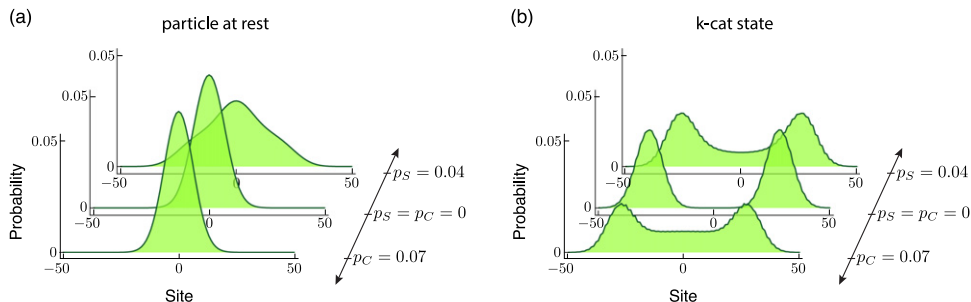 (a)
particle at rest
0.05
0.05
0.05
0
−50
0
50
0
−50
0
50
0
−50
0
50
Probability
Site
p_S = 0.04
p_S = p_C = 0
p_C = 0.07
(b)
k-cat state
0.05
0.05
0.05
0
−50
0
50
0
−50
0
50
0
−50
0
50
Probability
Site
p_S = 0.04
p_S = p_C = 0
p_C = 0.07